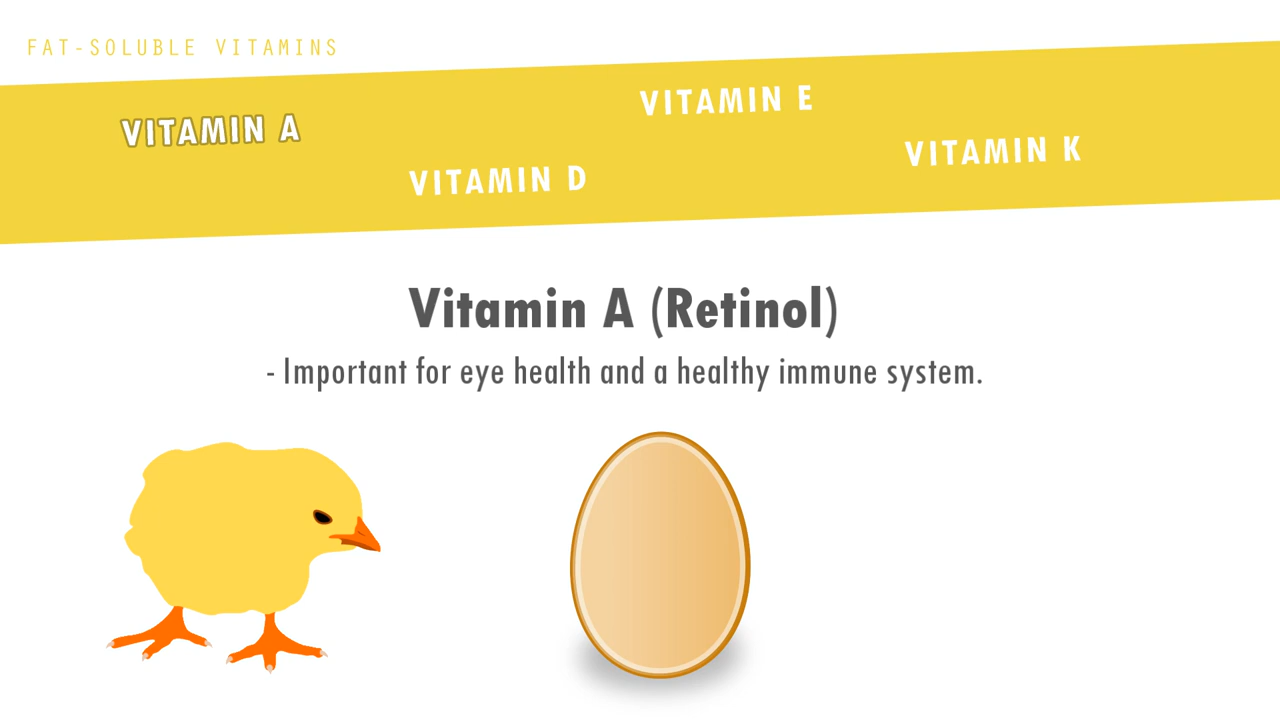 FAT-SOLUBLE VITAMINS
VITAMIN A
VITAMIN D
VITAMIN E
VITAMIN K
Vitamin A (Retinol)
- Important for eye health and a healthy immune system.